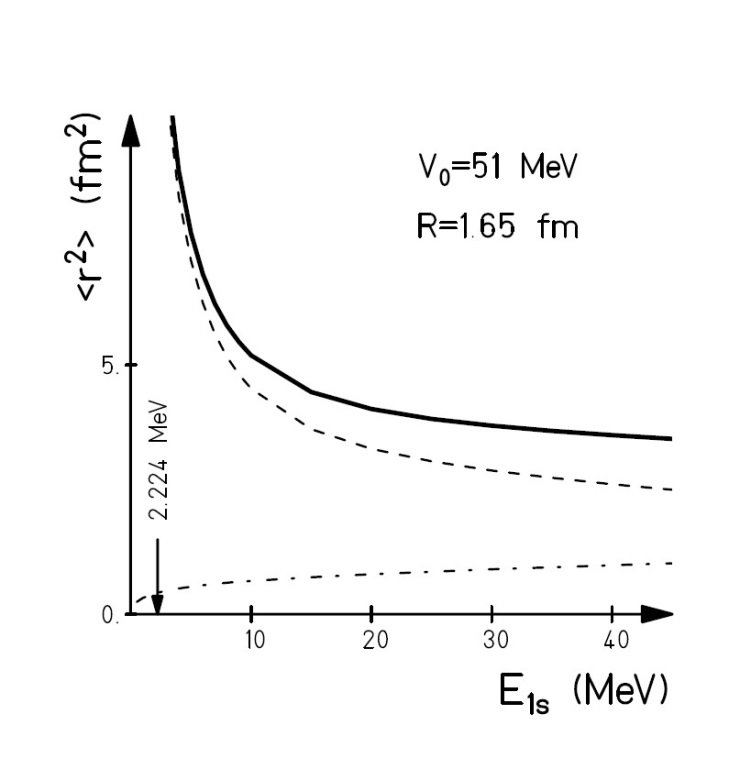 <r²> (fm²)
V₀=51 MeV
R=1.65 fm
5.
2.224 MeV
0.
10 20 30 40
E₁ₛ (MeV)